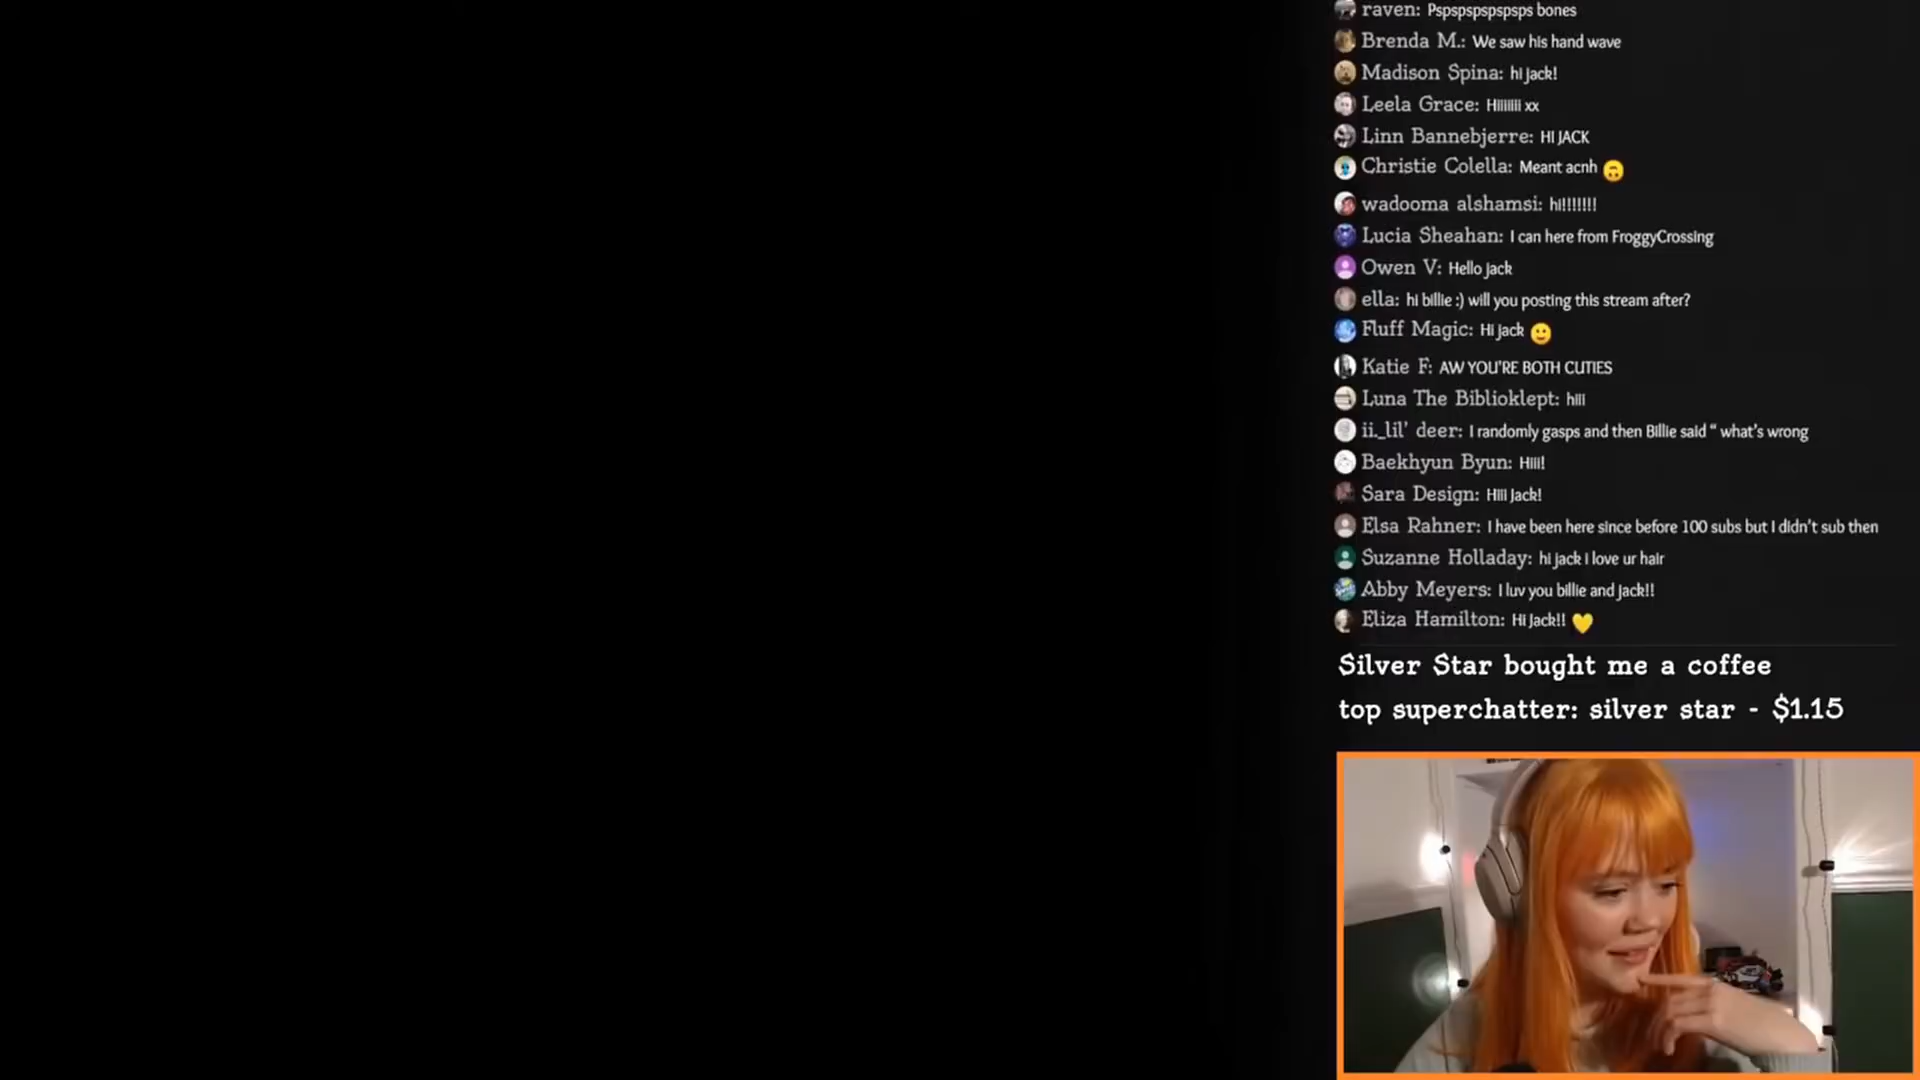 raven: Pspspspspspsps bones
Brenda M.: We saw his hand wave
Madison Spina: hi jack!
Leela Grace: Hiiiiiii xx
Linn Bannebjerre: HI JACK
Christie Colella: Meant acnh 🙃
wadooma alshamsi: hi!!!!!!!
Lucia Sheahan: I can here from FroggyCrossing
Owen V: Hello jack
ella: hi billie :) will you posting this stream after?
Fluff Magic: Hi jack 🙂
Katie F: AW YOU'RE BOTH CUTIES
Luna The Biblioklept: hiii
ii._lil' deer: I randomly gasps and then Billie said “ what’s wrong
Baekhyun Byun: Hiii!
Sara Design: Hiii Jack!
Elsa Rahner: I have been here since before 100 subs but I didn’t sub then
Suzanne Holladay: hi jack i love ur hair
Abby Meyers: I luv you billie and Jack!!
Eliza Hamilton: Hi Jack!! 💛
Silver Star bought me a coffee
top superchatter: silver star - $1.15